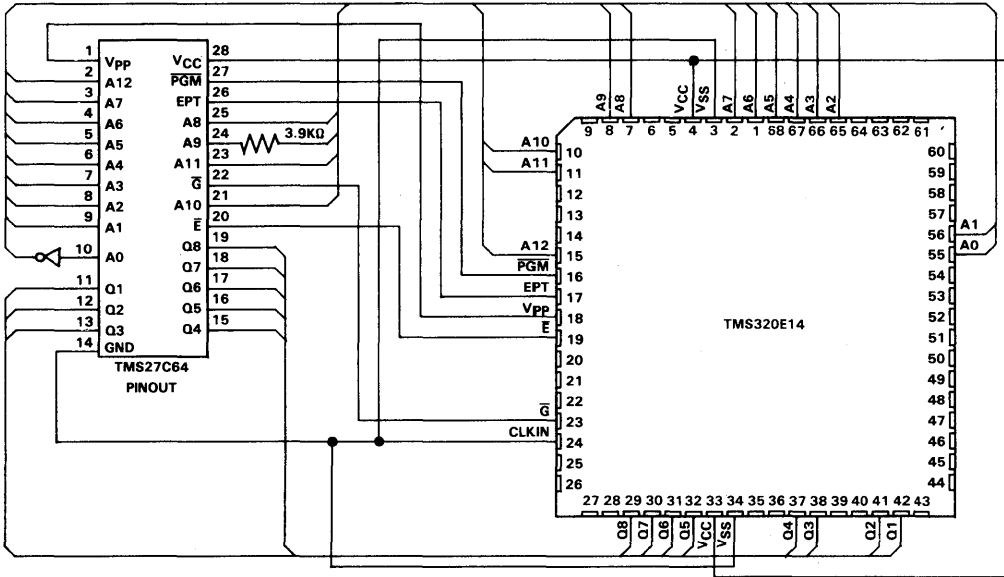 1 VPP VCC 28
2 A12 PGM 27
3 A7 EPT 26
4 A6 A8 25
5 A5 A9 24 3.9KΩ
6 A4 A11 23
7 A3 G 22
8 A2 A10 21
9 A1 E 20
10 A0 Q8 19
Q7 18
11 Q1 Q6 17
12 Q2 Q5 16
13 Q3 Q4 15
14 GND
TMS27C64
PINOUT
A9 A8 VCC VSS A7 A6 A5 A4 A3 A2
9 8 7 6 5 4 3 2 1 68 67 66 65 64 63 62 61
A10 10
A11 11
12
13
14
A12 15
PGM 16
EPT 17
VPP 18
E 19
20
21
22
G 23
CLKIN 24
25
26
TMS320E14
60
59
58
57
56 A1
55 A0
54
53
52
51
50
49
48
47
46
45
44
27 28 29 30 31 32 33 34 35 36 37 38 39 40 41 42 43
Q8 Q7 Q6 Q5 VCC VSS Q4 Q3 Q2 Q1